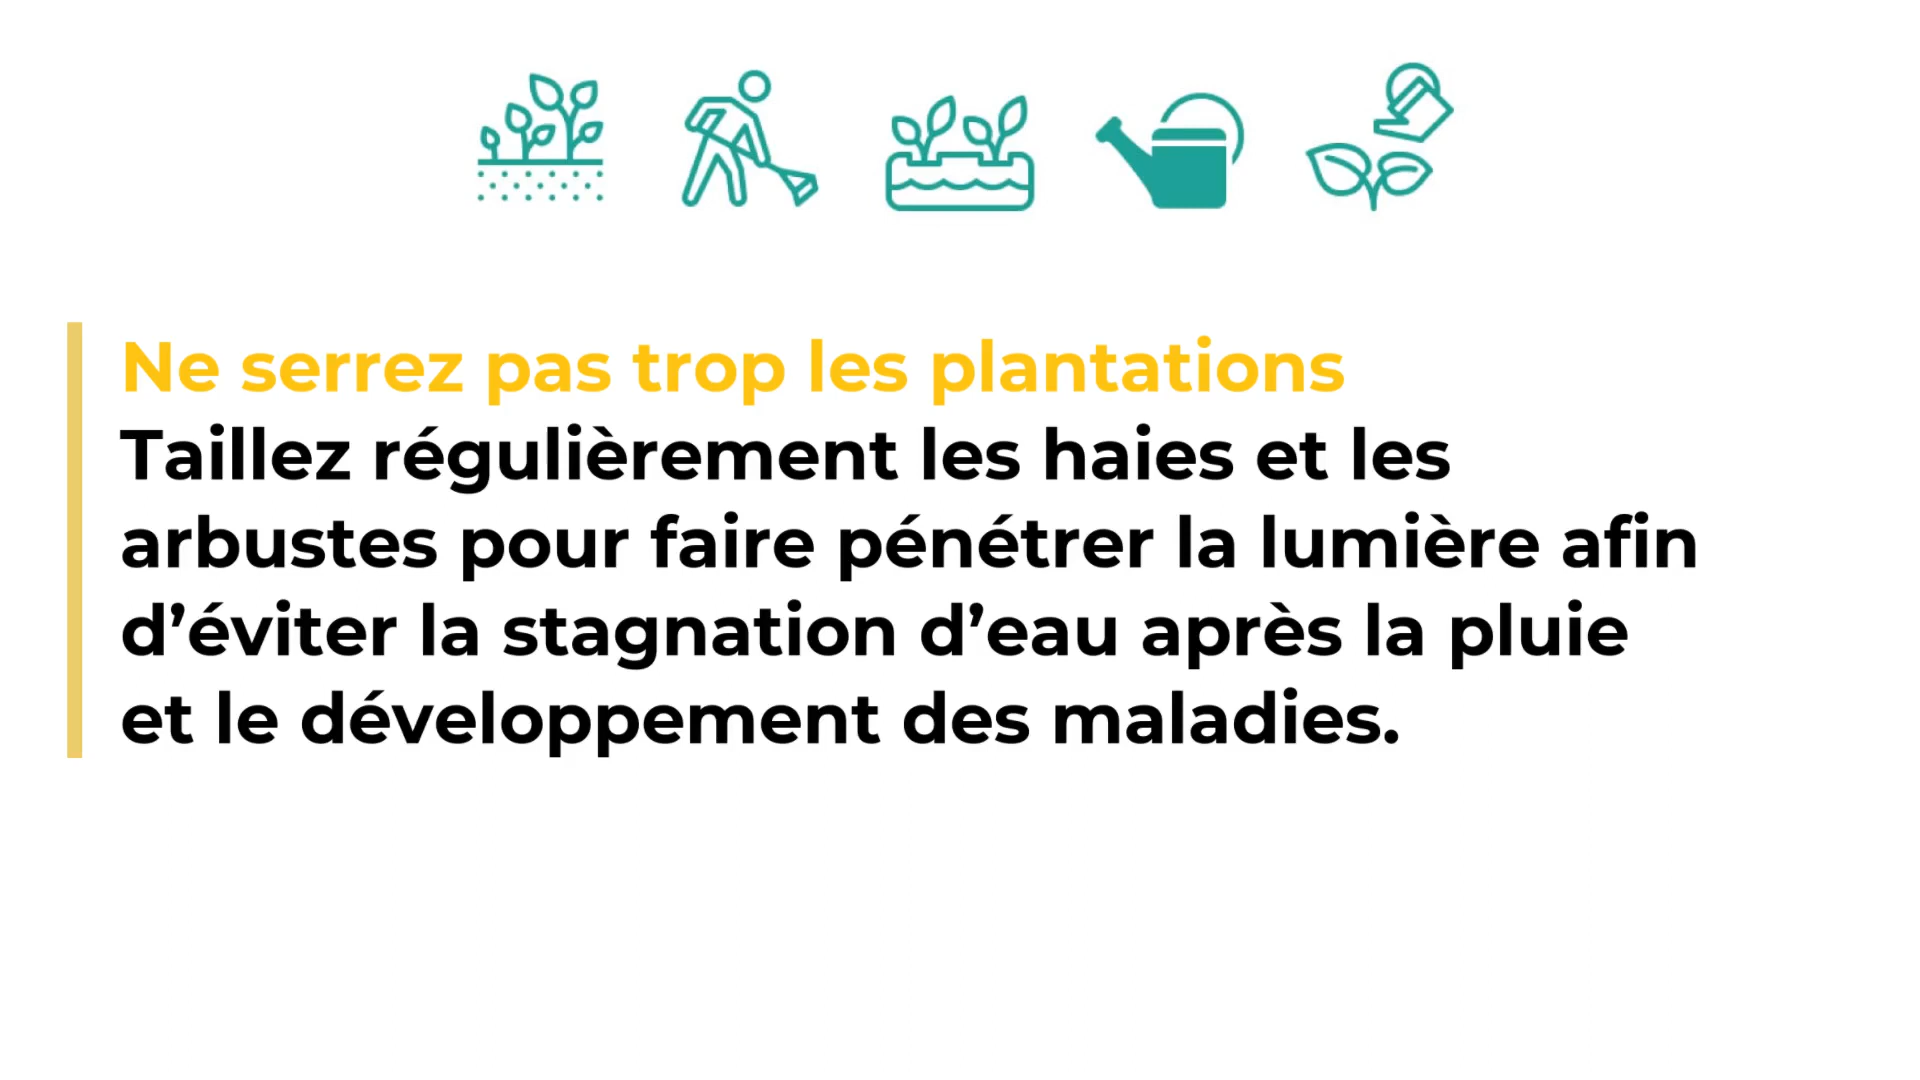 Ne serrez pas trop les plantations
Taillez régulièrement les haies et les
arbustes pour faire pénétrer la lumière afin
d’éviter la stagnation d’eau après la pluie
et le développement des maladies.